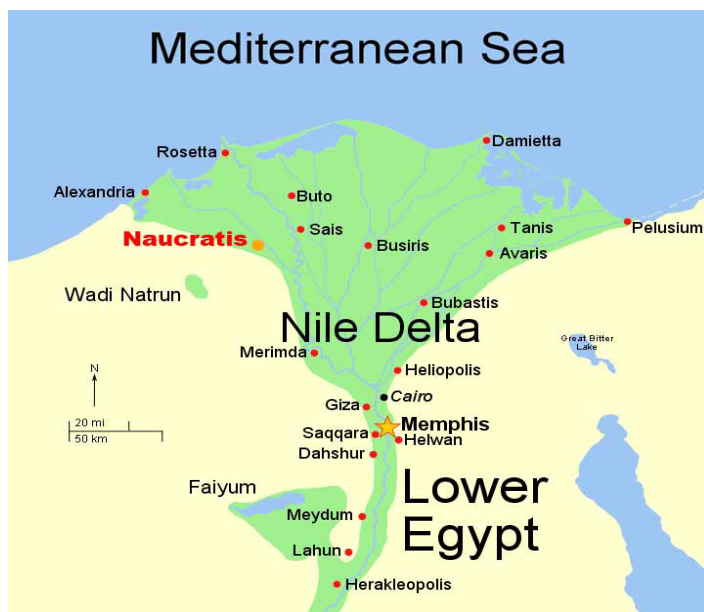 Mediterranean Sea
Damietta
Rosetta
Alexandria
Buto
Pelusium
Sais
Tanis
Naucratis
Busiris
Avaris
Wadi Natrun
Bubastis
Nile Delta
Great Bitter
Lake
Merimda
N
Heliopolis
Cairo
Giza
20 mi
50 km
Memphis
Saqqara
Helwan
Dahshur
Faiyum
Lower
Egypt
Meydum
Lahun
Herakleopolis